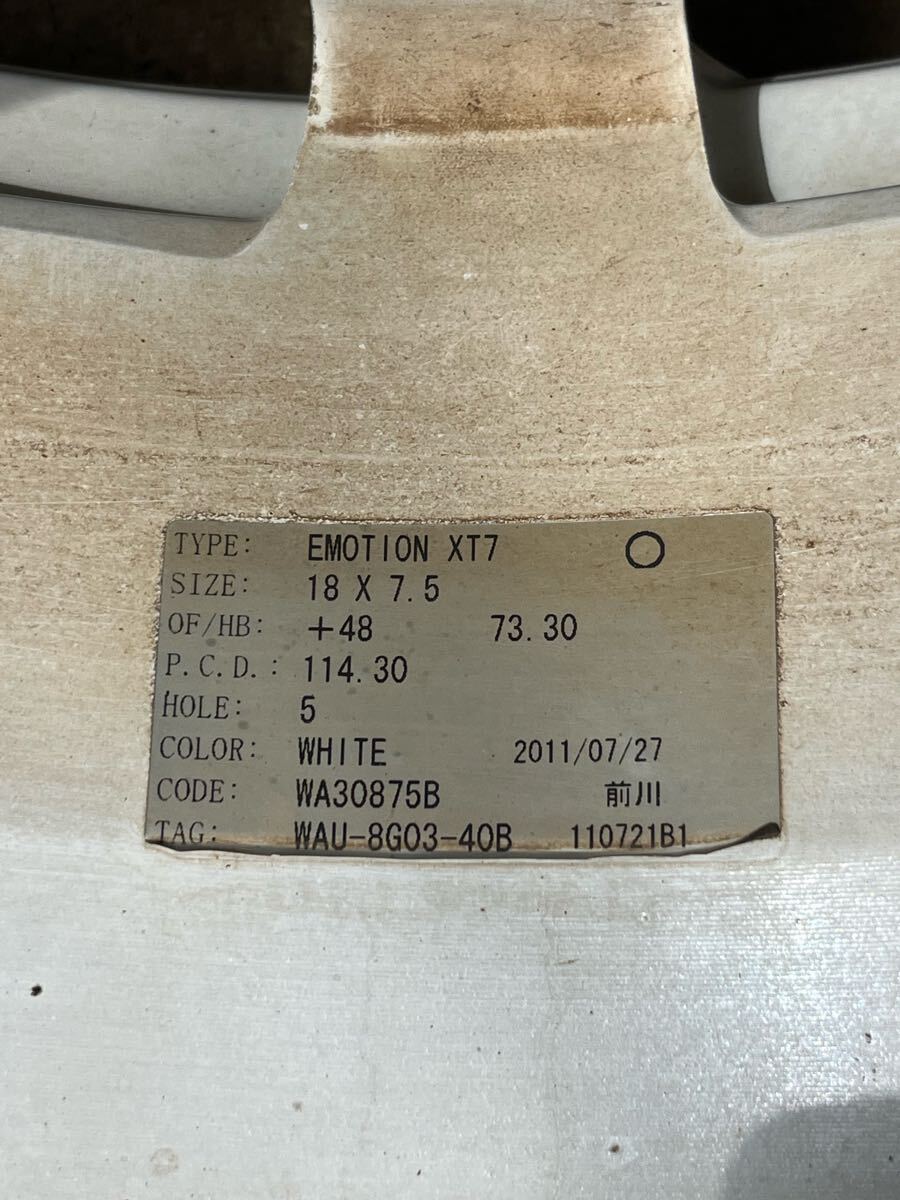 TYPE: EMOTION XT7 ○
SIZE: 18 X 7.5
OF/HB: +48 73.30
P.C.D.: 114.30
HOLE: 5
COLOR: WHITE 2011/07/27
CODE: WA30875B 前川
TAG: WAU-8G03-40B 110721B1